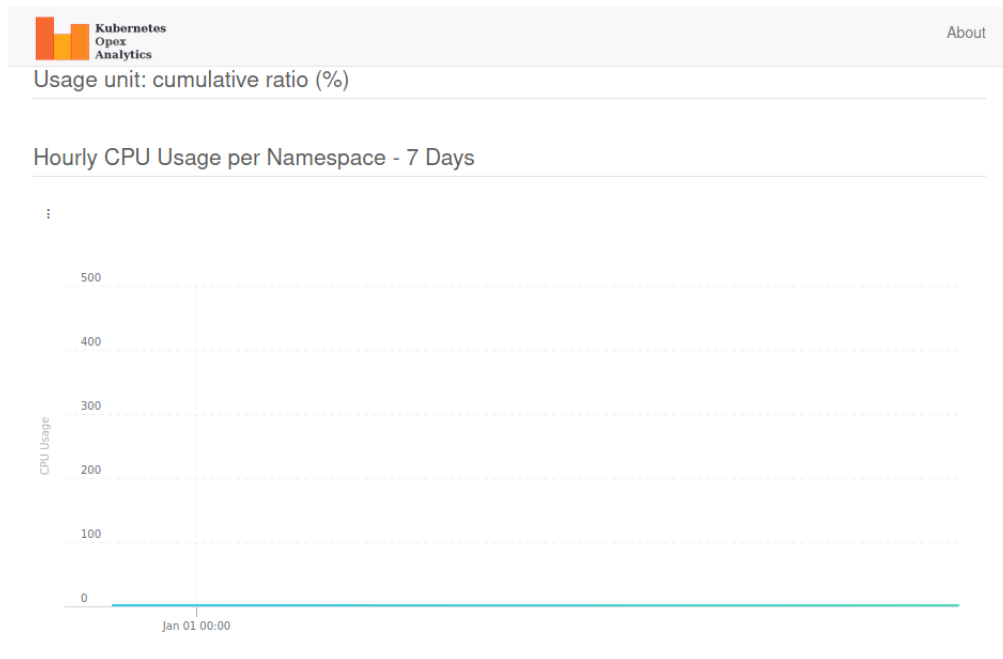 Kubernetes
Opex
Analytics
About
Usage unit: cumulative ratio (%)
Hourly CPU Usage per Namespace - 7 Days
500
400
300
CPU Usage
200
100
0
Jan 01 00:00